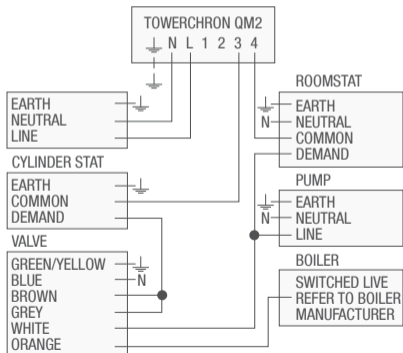 TOWERCHRON QM2
N L 1 2 3 4
EARTH
NEUTRAL
LINE
CYLINDER STAT
EARTH
COMMON
DEMAND
VALVE
GREEN/YELLOW
BLUE
N
BROWN
GREY
WHITE
ORANGE
ROOMSTAT
EARTH
N
NEUTRAL
COMMON
DEMAND
PUMP
EARTH
N
NEUTRAL
LINE
BOILER
SWITCHED LIVE
REFER TO BOILER
MANUFACTURER